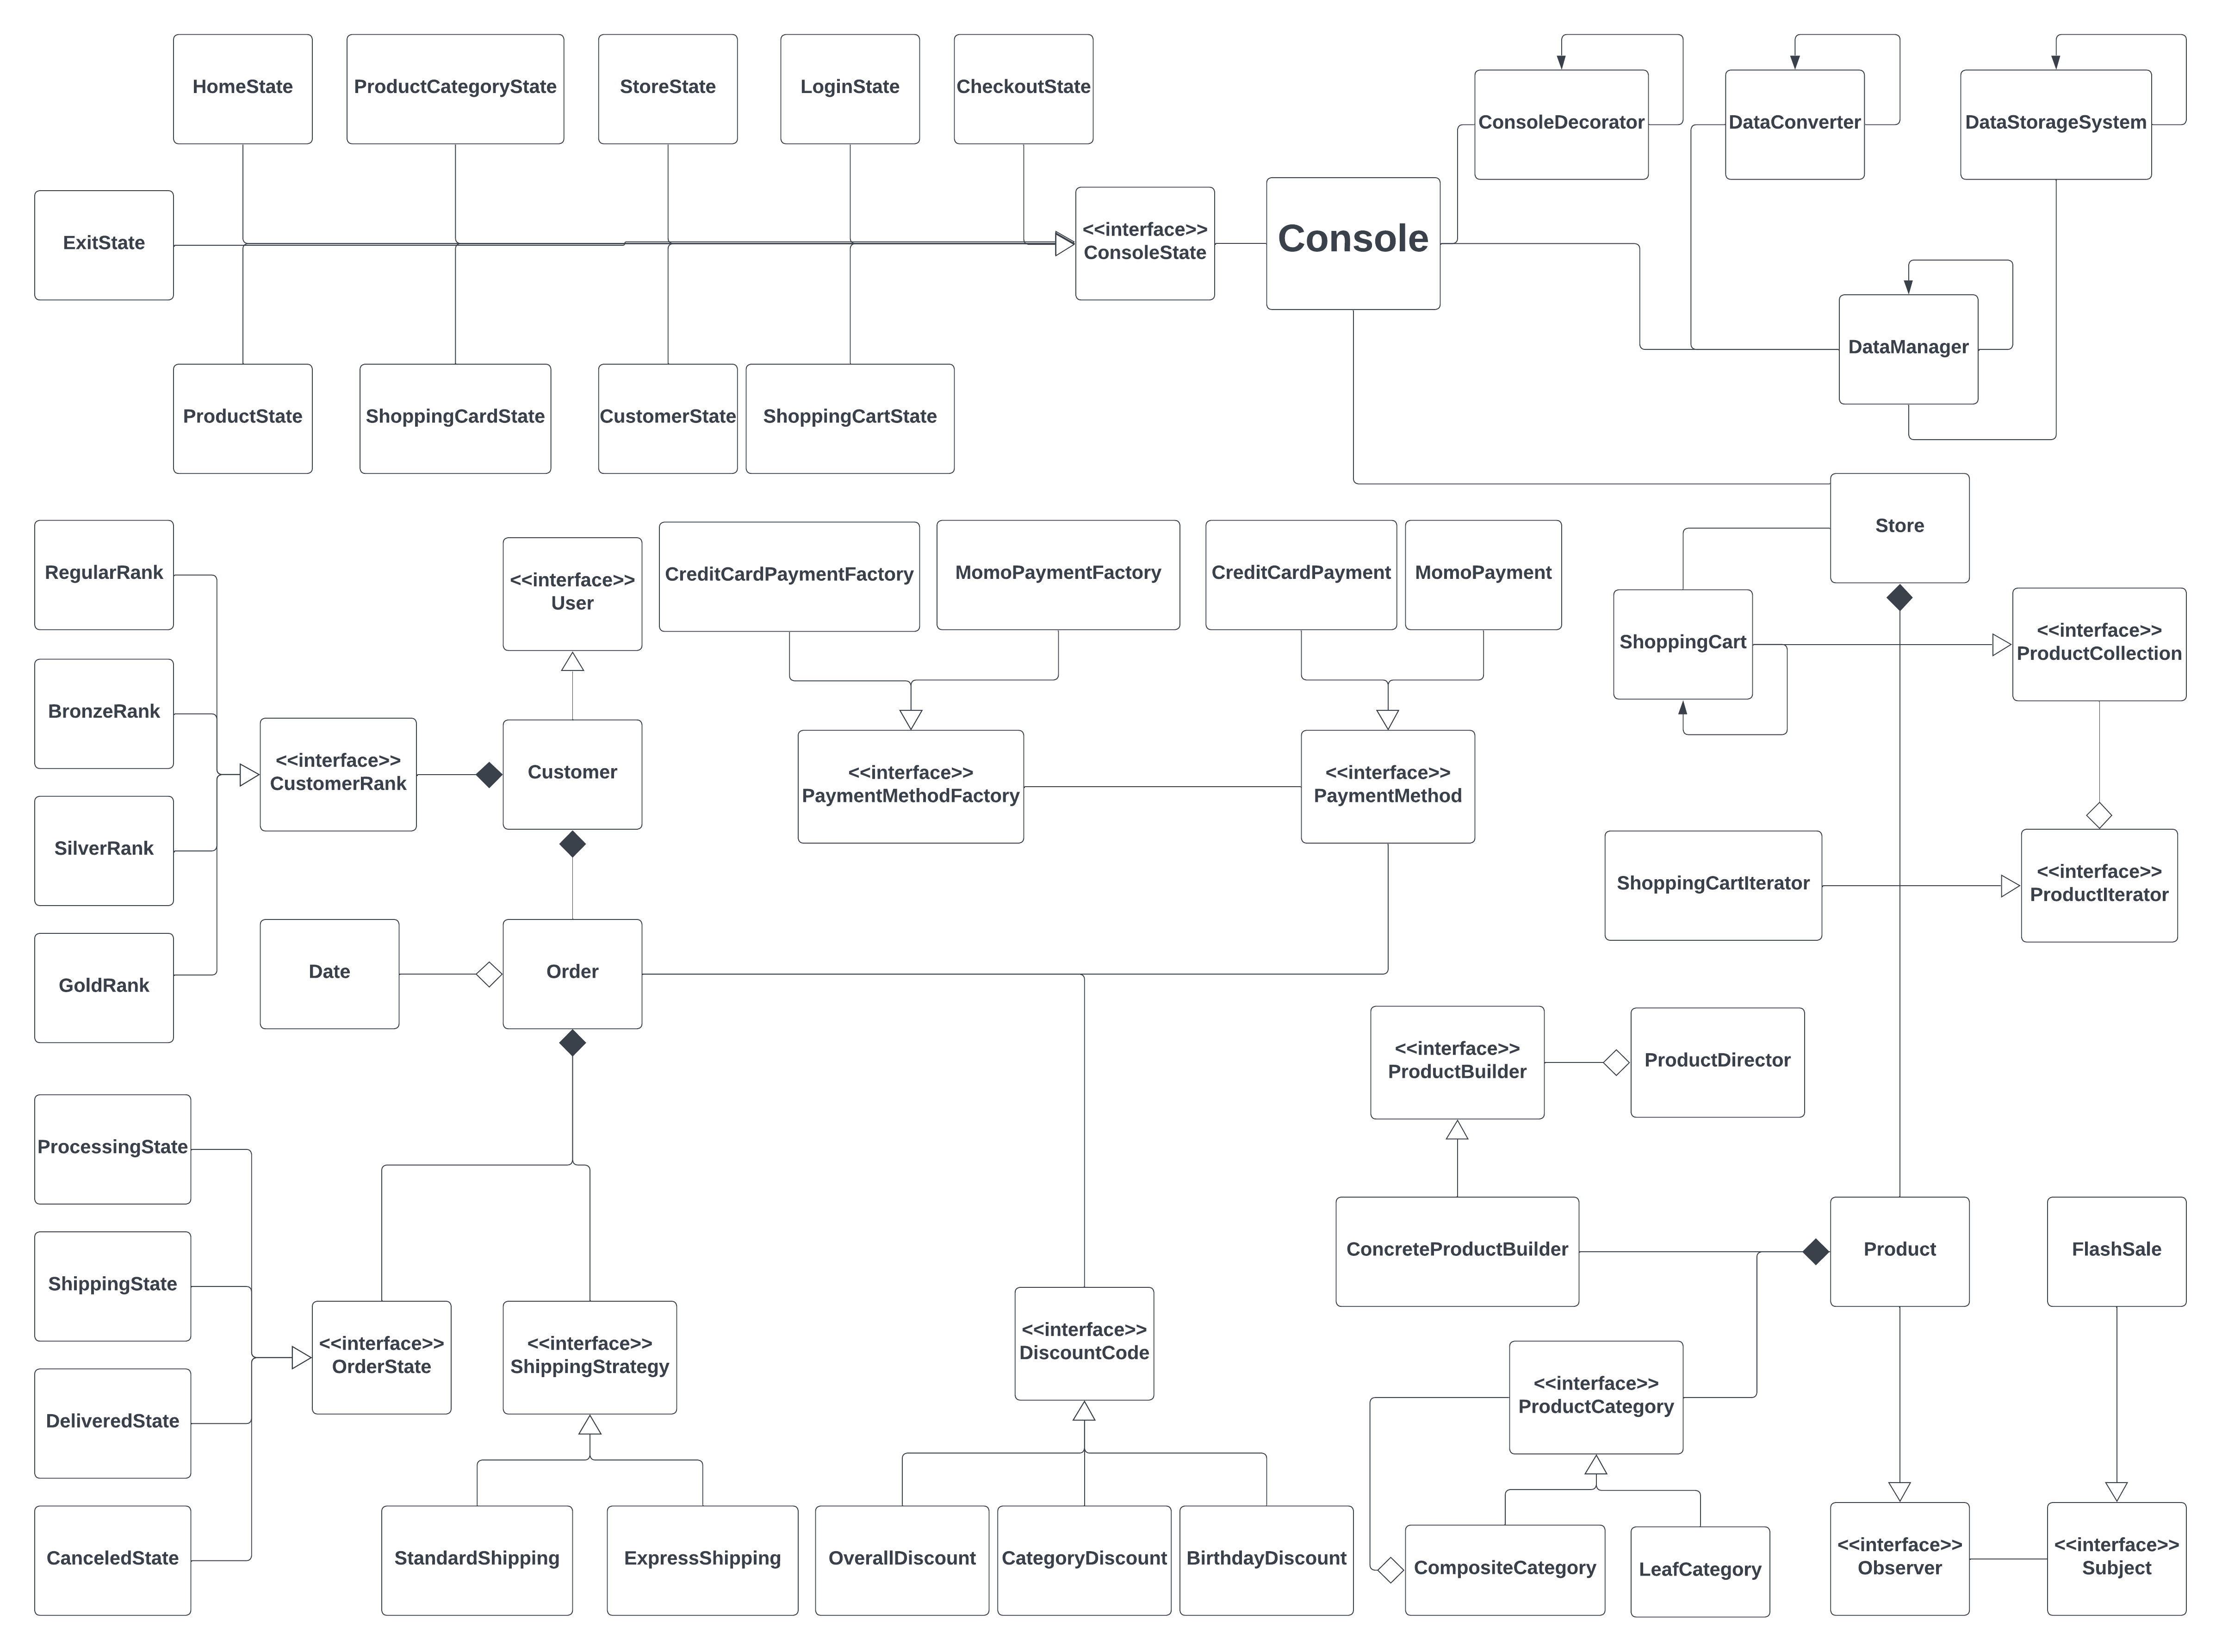 HomeState
ProductCategoryState
StoreState
LoginState
CheckoutState
ConsoleDecorator
DataConverter
DataStorageSystem
ExitState
<<interface>>
ConsoleState
Console
DataManager
ProductState
ShoppingCardState
CustomerState
ShoppingCartState
Store
RegularRank
<<interface>>
User
CreditCardPaymentFactory
MomoPaymentFactory
CreditCardPayment
MomoPayment
ShoppingCart
<<interface>>
ProductCollection
BronzeRank
<<interface>>
CustomerRank
Customer
<<interface>>
PaymentMethodFactory
<<interface>>
PaymentMethod
SilverRank
ShoppingCartIterator
<<interface>>
ProductIterator
GoldRank
Date
Order
<<interface>>
ProductBuilder
ProductDirector
ProcessingState
ShippingState
ConcreteProductBuilder
Product
FlashSale
<<interface>>
OrderState
<<interface>>
ShippingStrategy
<<interface>>
DiscountCode
<<interface>>
ProductCategory
DeliveredState
CanceledState
StandardShipping
ExpressShipping
OverallDiscount
CategoryDiscount
BirthdayDiscount
CompositeCategory
LeafCategory
<<interface>>
Observer
<<interface>>
Subject